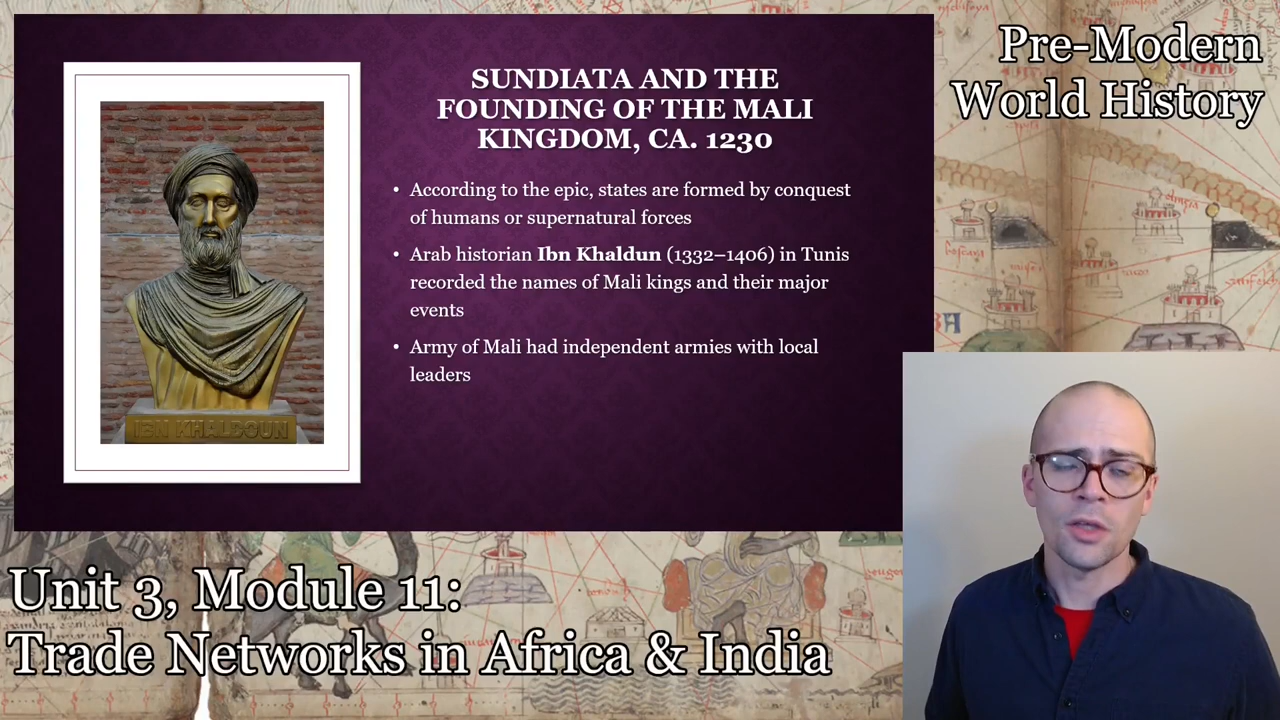 Pre-Modern
World History
SUNDIATA AND THE
FOUNDING OF THE MALI
KINGDOM, CA. 1230
• According to the epic, states are formed by conquest
of humans or supernatural forces
• Arab historian Ibn Khaldun (1332–1406) in Tunis
recorded the names of Mali kings and their major
events
• Army of Mali had independent armies with local
leaders
IBN KHALDOUN
Unit 3, Module 11:
Trade Networks in Africa & India